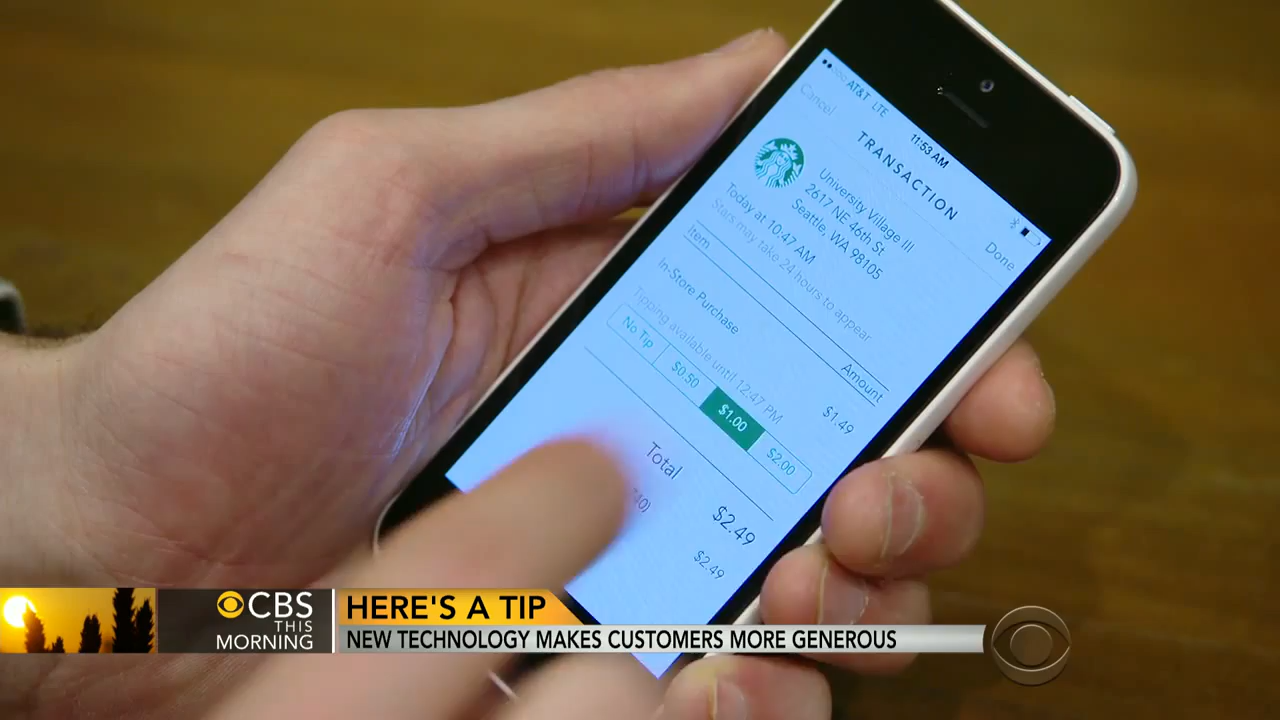 AT&T LTE
11:53 AM
Cancel
TRANSACTION
Done
University Village III
2617 NE 46th St
Seattle, WA 98105
Today at 10:47 AM
Stars may take 24 hours to appear
Item
Amount
In-Store Purchase
$1.49
Tipping available until 12:47 PM
No Tip
$0.50
$1.00
$2.00
Total
$2.49
$2.49
CBS
THIS
MORNING
HERE'S A TIP
NEW TECHNOLOGY MAKES CUSTOMERS MORE GENEROUS